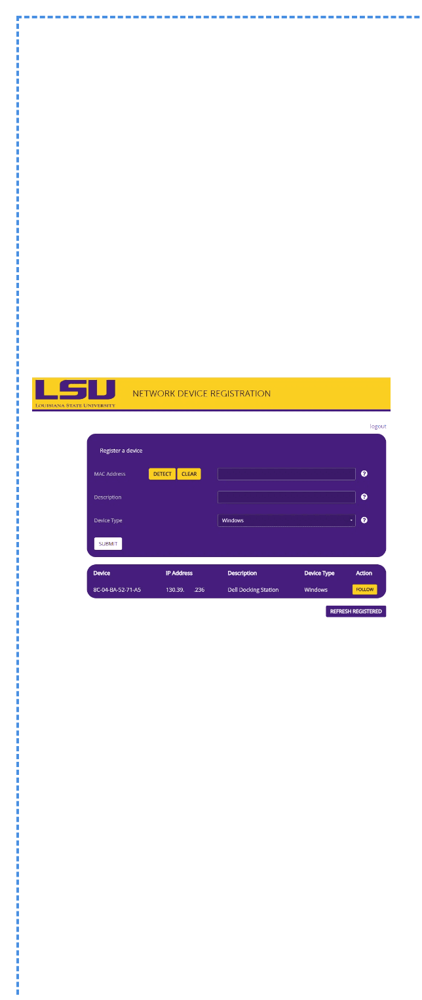 LSU
LOUISIANA STATE UNIVERSITY
NETWORK DEVICE REGISTRATION
logout
Register a device
MAC Address DETECT CLEAR ?
Description ?
Device Type Windows ?
SUBMIT
Device IP Address Description Device Type Action
8C-04-BA-52-71-A5 130.39. .236 Dell Docking Station Windows FOLLOW
REFRESH REGISTERED